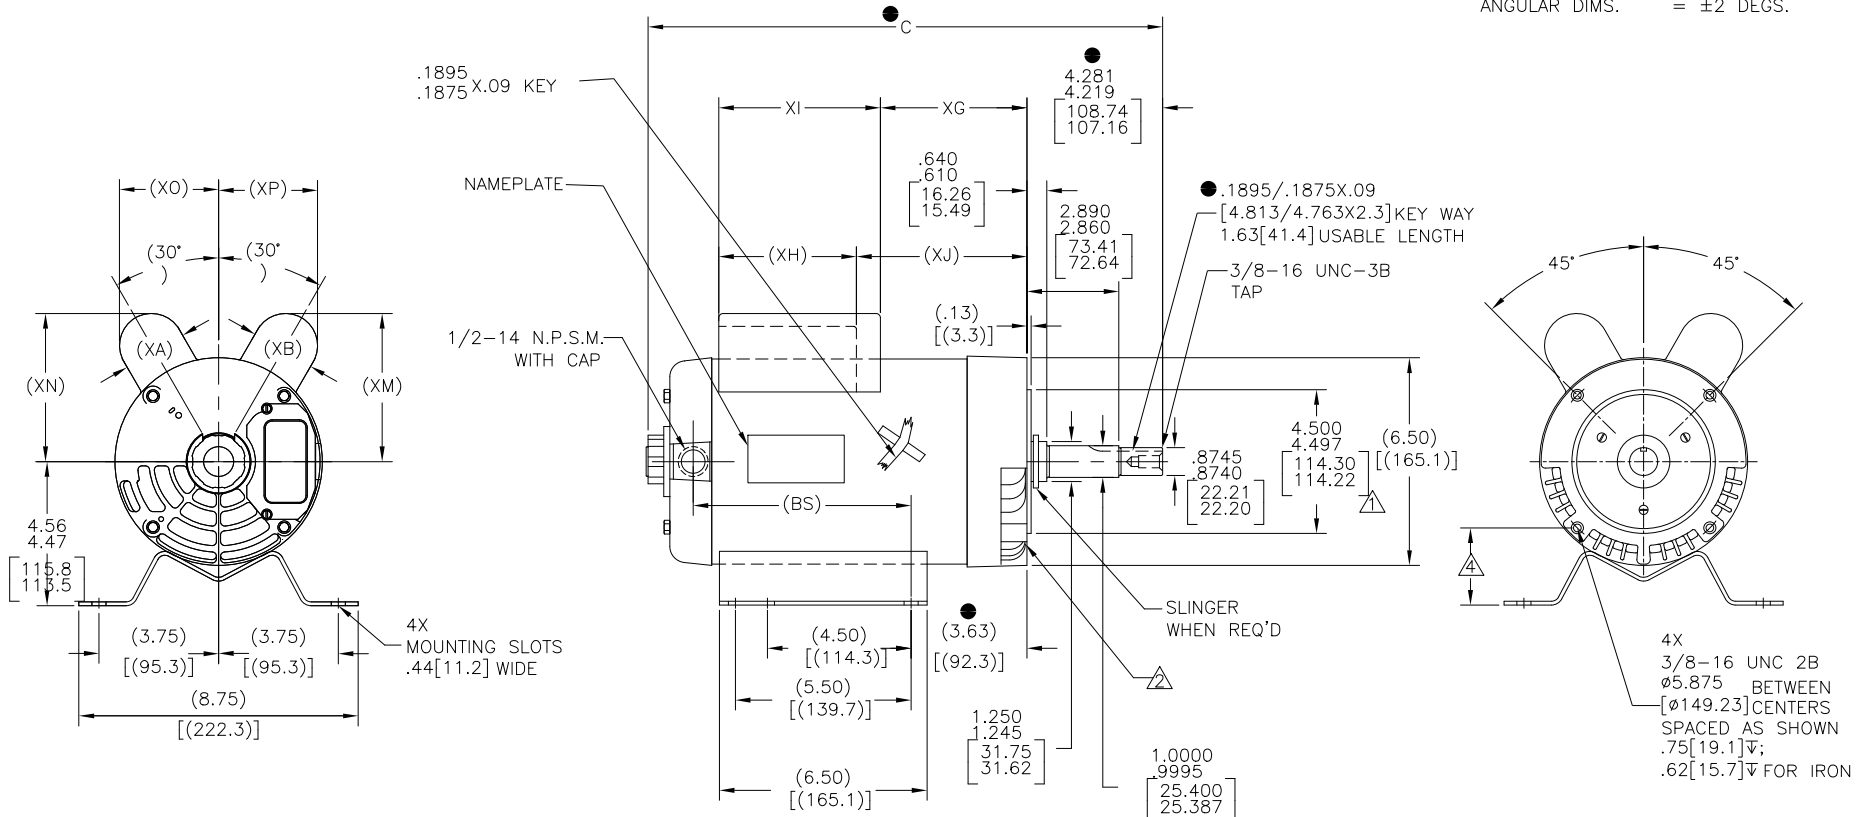 ANGULAR DIMS. = ±2 DEGS.
C
.1895
.1875 X.09 KEY
4.281
4.219
[108.74
107.16]
XI
XG
.640
.610
[16.26
15.49]
NAMEPLATE
(XO)
(XP)
.1895/.1875X.09
[4.813/4.763X2.3] KEY WAY
1.63[41.4] USABLE LENGTH
2.890
2.860
[73.41
72.64]
(30°
)
(30°
)
(XH)
(XJ)
3/8-16 UNC-3B
TAP
45°
45°
(.13)
[(3.3)]
1/2-14 N.P.S.M.
WITH CAP
(XA)
(XB)
(XN)
(XM)
4.500
4.497
[114.30
114.22]
1
(6.50)
[(165.1)]
.8745
.8740
[22.21
22.20]
(BS)
4.56
4.47
[115.8
113.5]
4
(3.75)
[(95.3)]
(3.75)
[(95.3)]
4X
MOUNTING SLOTS
.44[11.2] WIDE
SLINGER
WHEN REQ'D
(4.50)
[(114.3)]
(3.63)
[(92.3)]
2
(5.50)
[(139.7)]
(8.75)
[(222.3)]
4X
3/8-16 UNC 2B
ø5.875 BETWEEN
[ø149.23] CENTERS
SPACED AS SHOWN
.75[19.1]↧;
.62[15.7]↧ FOR IRON
1.250
1.245
[31.75
31.62]
1.0000
.9995
[25.400
25.387]
(6.50)
[(165.1)]